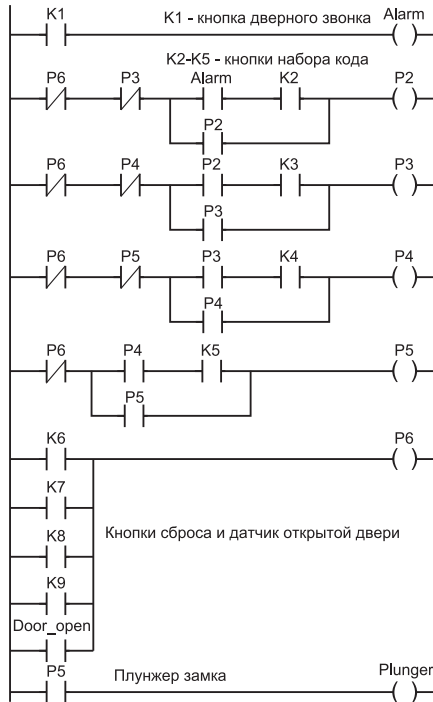 K1 K1 - кнопка дверного звонка Alarm
K2-K5 - кнопки набора кода
P6 P3 Alarm K2 P2
P2
P6 P4 P2 K3 P3
P3
P6 P5 P3 K4 P4
P4
P6 P4 K5 P5
P5
K6 P6
K7
K8 Кнопки сброса и датчик открытой двери
K9
Door_open
P5 Плунжер замка Plunger